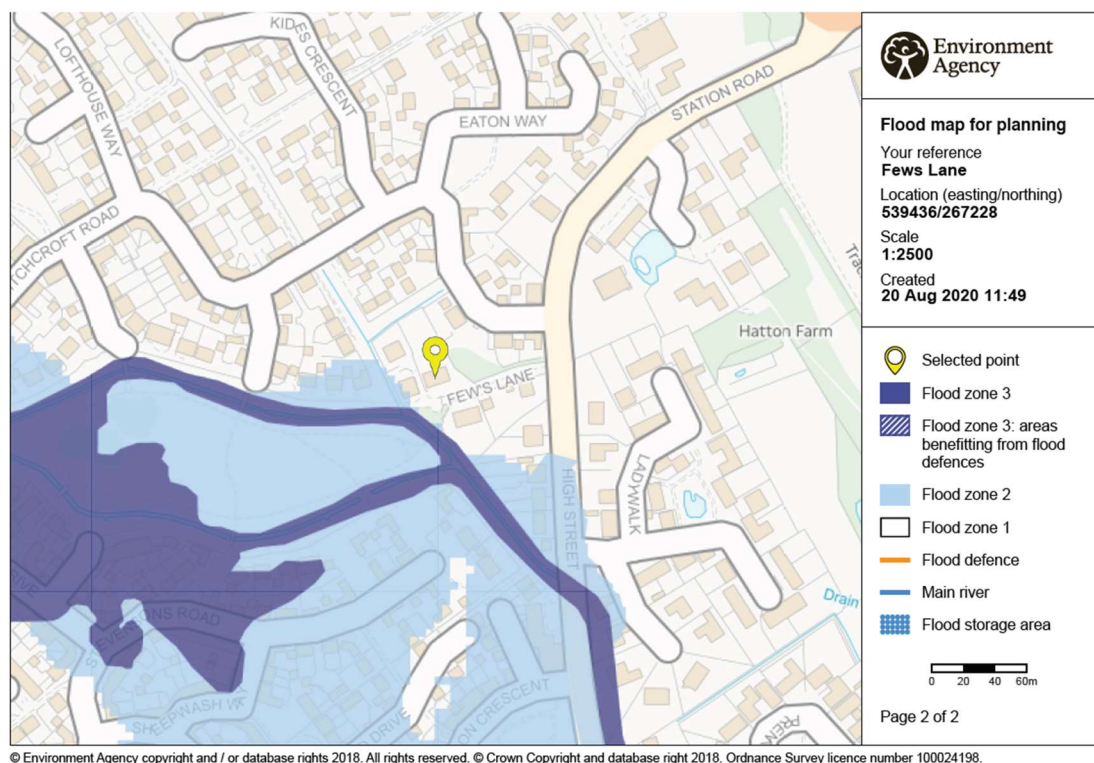 KIDES CRESCENT
LOFTHOUSE WAY
EATON WAY
STATION ROAD
TCHCROFT ROAD
Trac
Hatton Farm
FEW'S LANE
LADYWALK
HIGH STREET
DRIVE
STEVENTONS ROAD
Drain
SHEEPWASH WAY
DRIVE
ON CRESCENT
PREN
Environment
Agency
Flood map for planning
Your reference
Fews Lane
Location (easting/northing)
539436/267228
Scale
1:2500
Created
20 Aug 2020 11:49
Selected point
Flood zone 3
Flood zone 3: areas
benefitting from flood
defences
Flood zone 2
Flood zone 1
Flood defence
Main river
Flood storage area
0 20 40 60m
Page 2 of 2
© Environment Agency copyright and / or database rights 2018. All rights reserved. © Crown Copyright and database right 2018. Ordnance Survey licence number 100024198.